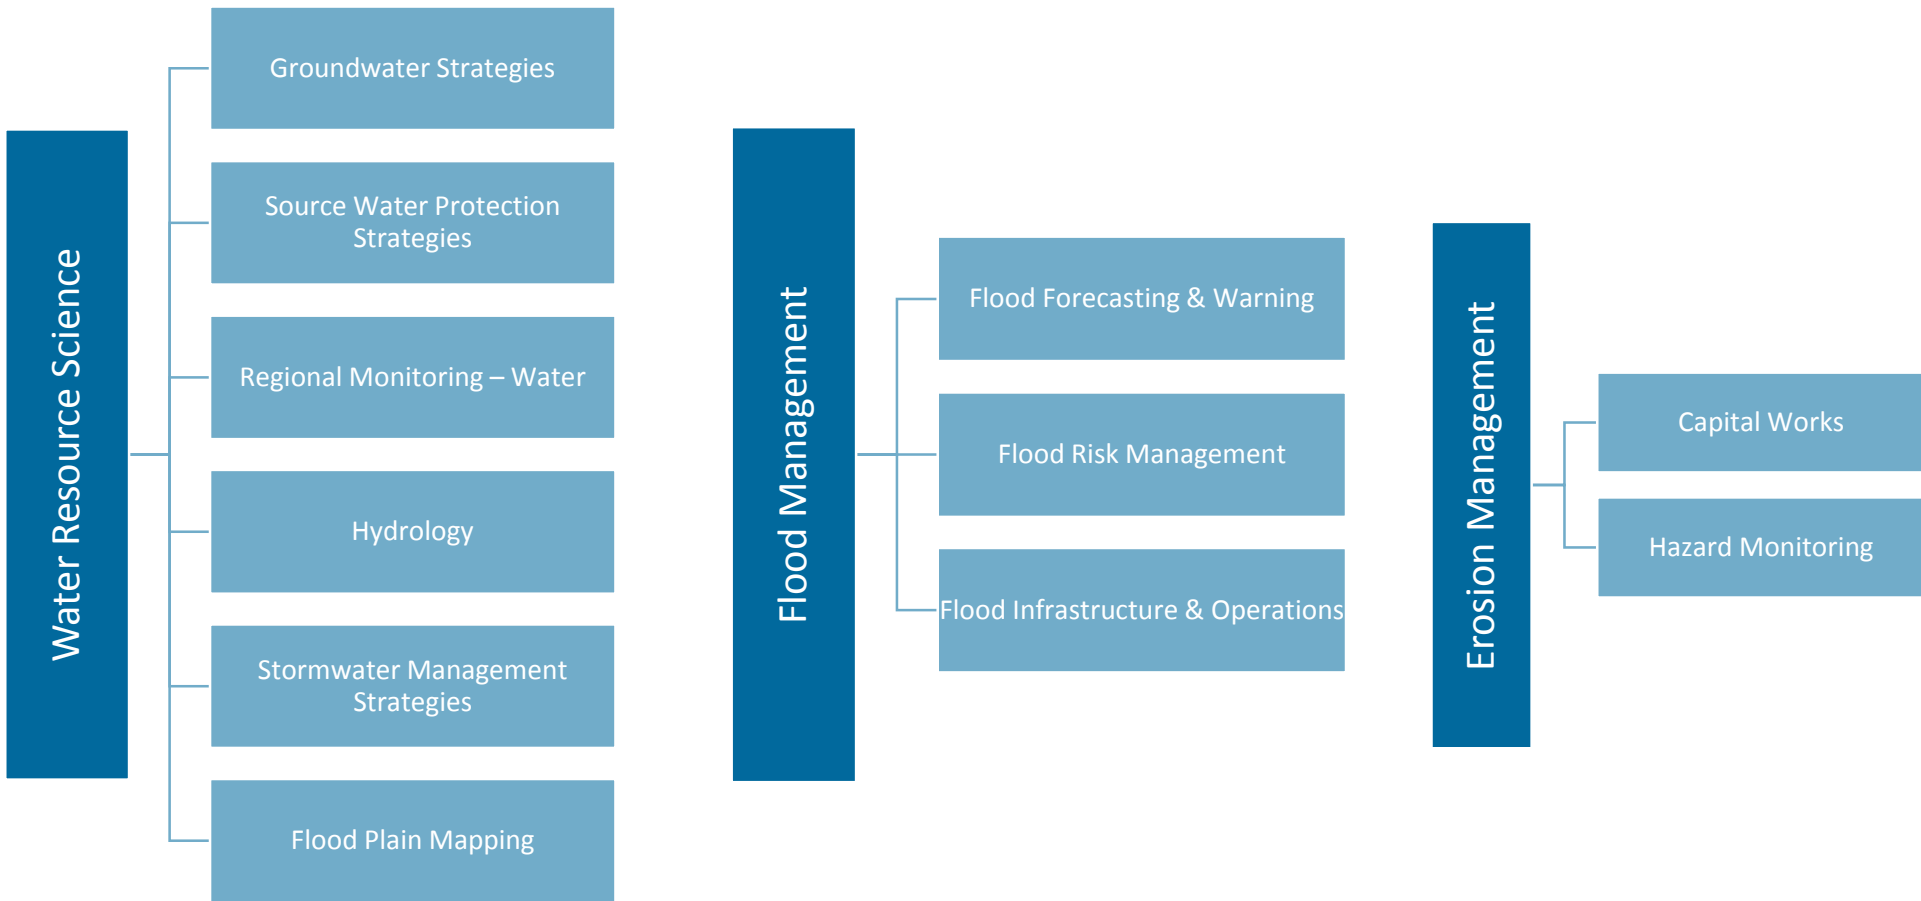 Water Resource Science
Groundwater Strategies
Source Water Protection
Strategies
Regional Monitoring – Water
Hydrology
Stormwater Management
Strategies
Flood Plain Mapping
Flood Management
Flood Forecasting & Warning
Flood Risk Management
Flood Infrastructure & Operations
Erosion Management
Capital Works
Hazard Monitoring